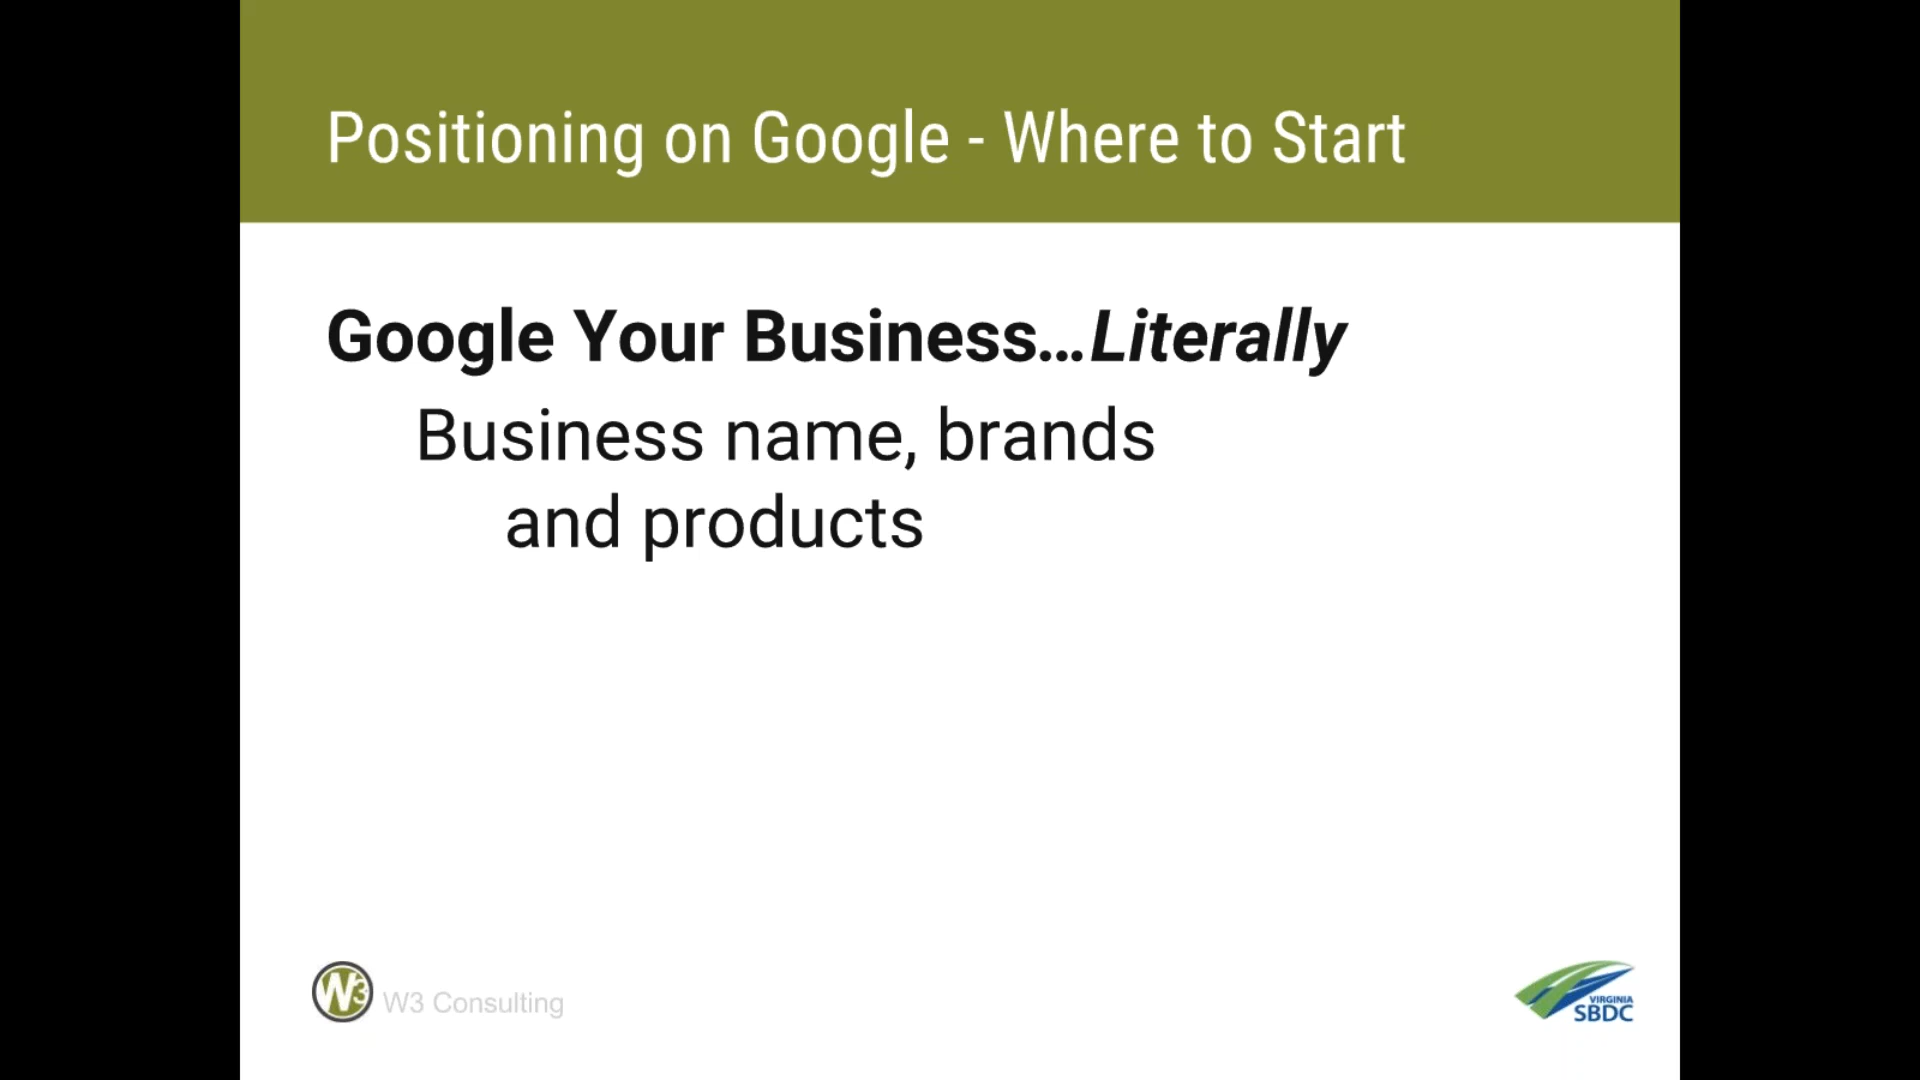 Positioning on Google - Where to Start
Google Your Business...Literally
Business name, brands
and products
W3 W3 Consulting
VIRGINIA
SBDC